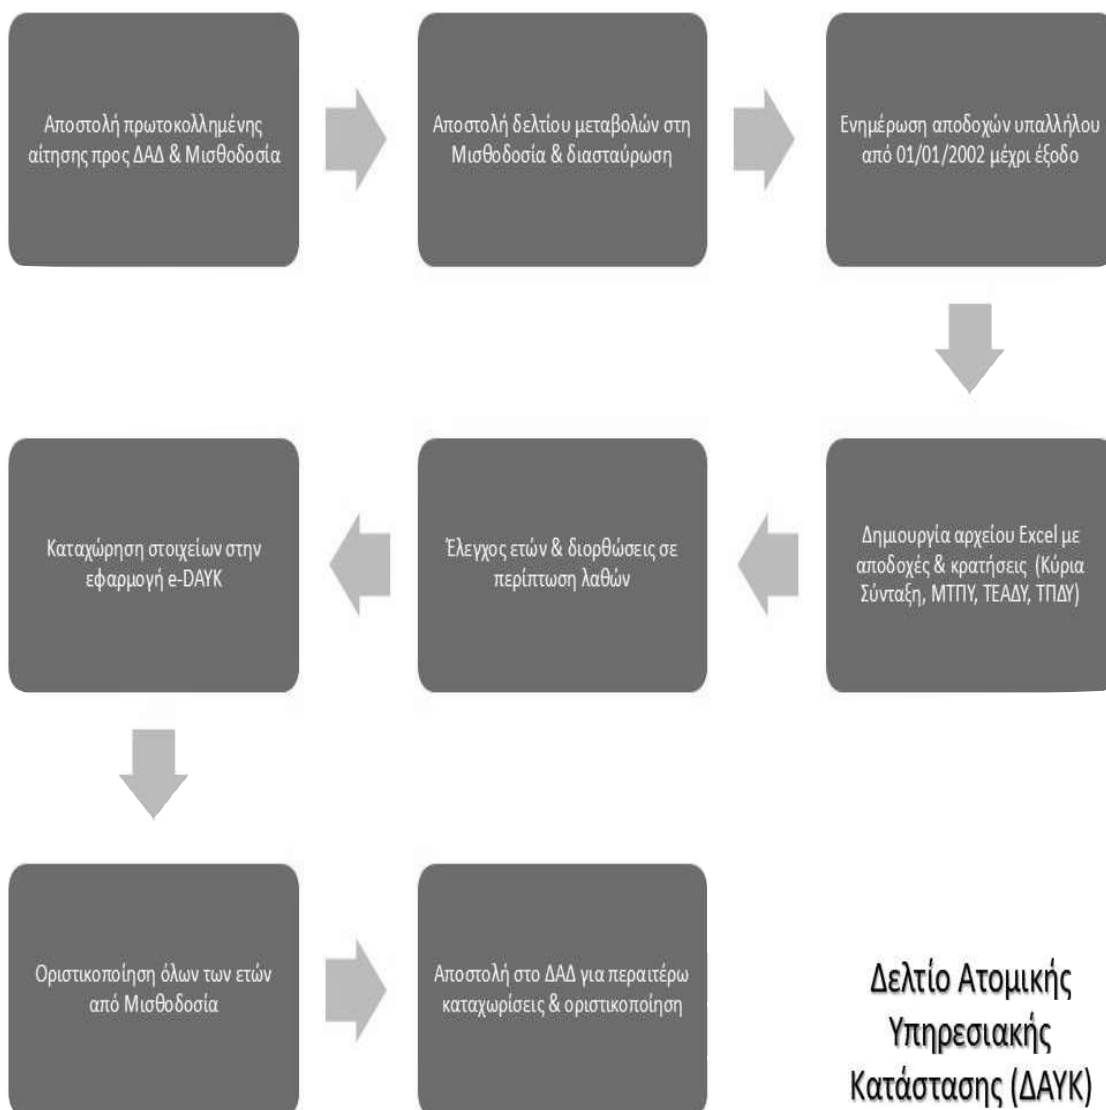 Αποστολή πρωτοκολλημένης
αίτησης προς ΔΑΔ & Μισθοδοσία
Αποστολή δελτίου μεταβολών στη
Μισθοδοσία & διασταύρωση
Ενημέρωση αποδοχών υπαλλήλου
από 01/01/2002 μέχρι έξοδο
Δημιουργία αρχείου Excel με
αποδοχές & κρατήσεις (Κύρια
Σύνταξη, ΜΤΠΥ, ΤΕΑΔΥ, ΤΠΔΥ)
Έλεγχος ετών & διορθώσεις σε
περίπτωση λαθών
Καταχώρηση στοιχείων στην
εφαρμογή e-DAYK
Οριστικοποίηση όλων των ετών
από Μισθοδοσία
Αποστολή στο ΔΑΔ για περαιτέρω
καταχωρίσεις & οριστικοποίηση
Δελτίο Ατομικής
Υπηρεσιακής
Κατάστασης (ΔΑΥΚ)